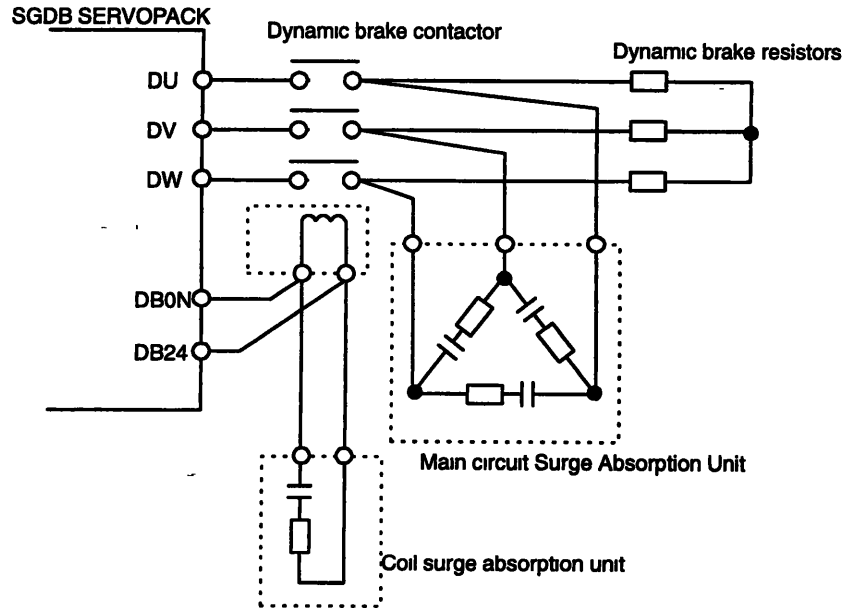 SGDB SERVOPACK
Dynamic brake contactor
Dynamic brake resistors
DU
DV
DW
DB0N
DB24
Main circuit Surge Absorption Unit
Coil surge absorption unit